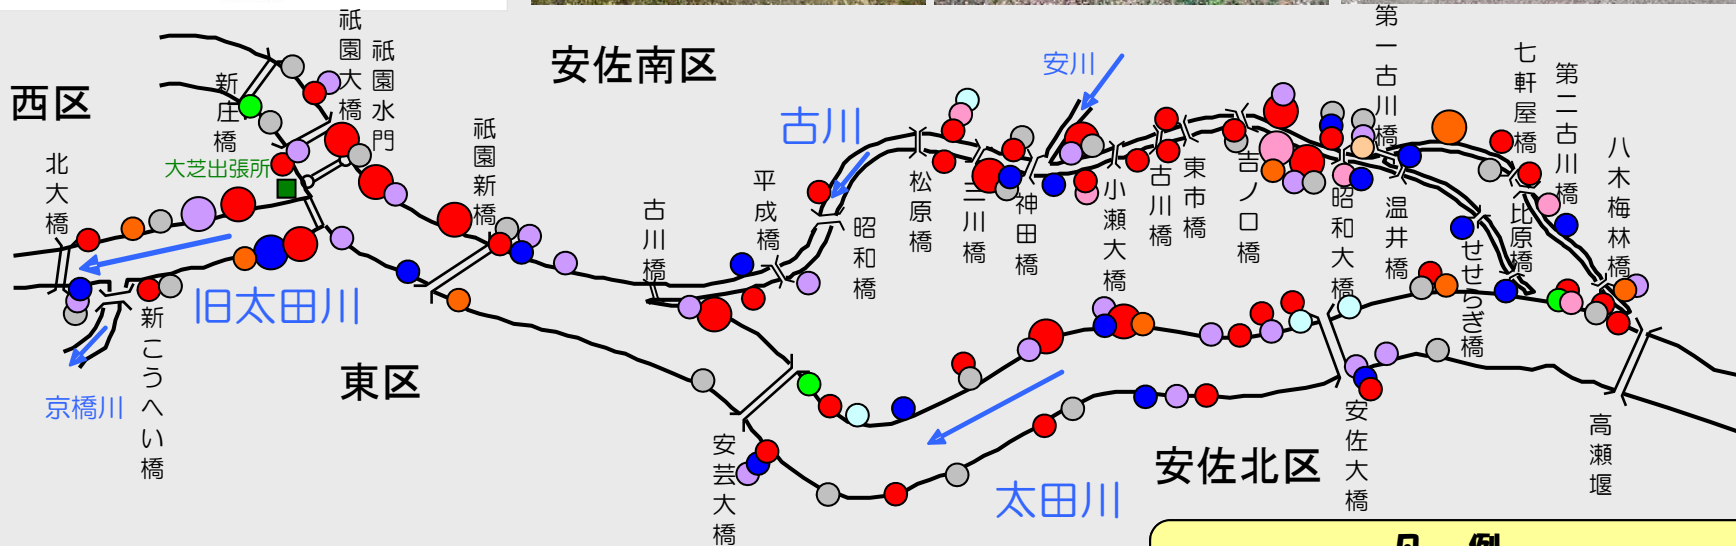 西区
安佐南区
東区
安佐北区
祇園大橋
祇園水門
新庄橋
大芝出張所
北大橋
祇園新橋
旧太田川
新こうへい橋
京橋川
古川橋
平成橋
古川
昭和橋
松原橋
三川橋
神田橋
安川
小瀬大橋
古川橋
東市橋
吉ノ口橋
昭和大橋
第一古川橋
温井橋
せせらぎ橋
七軒屋橋
比原橋
第二古川橋
八木梅林橋
安芸大橋
太田川
安佐大橋
高瀬堰
凡 例